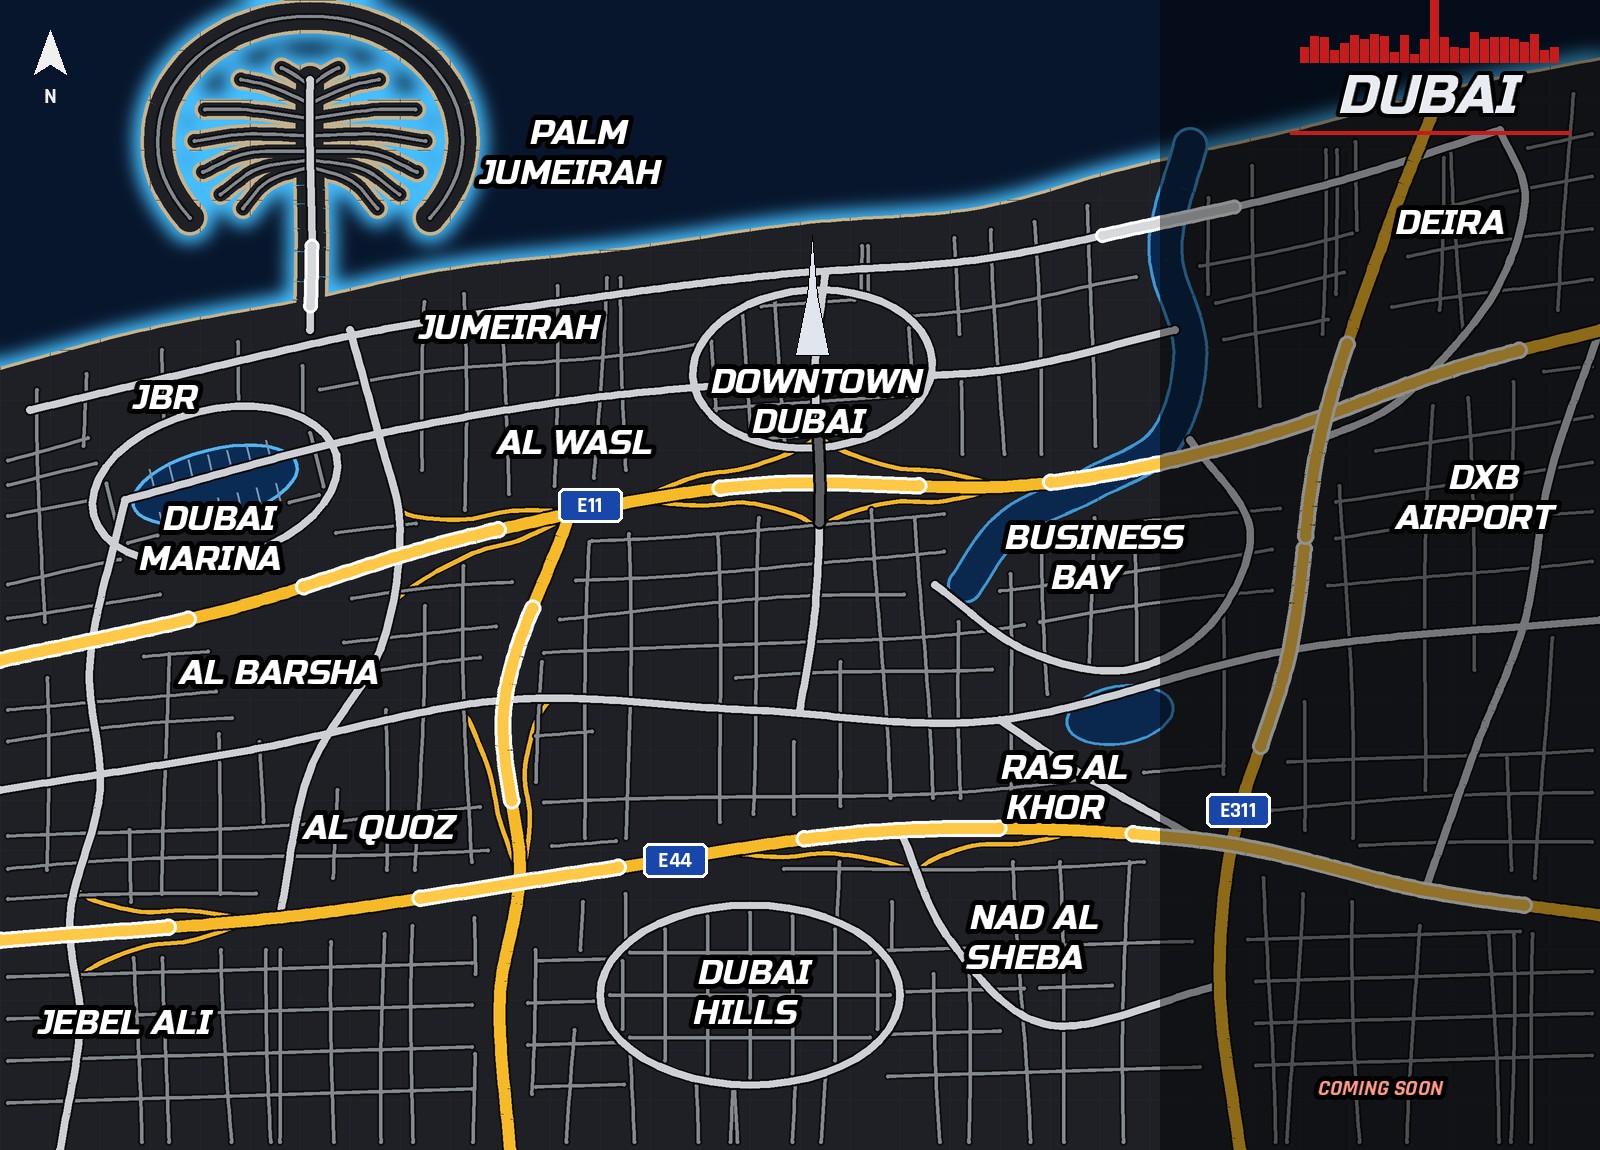 N
DUBAI
PALM
JUMEIRAH
DEIRA
JUMEIRAH
JBR
DOWNTOWN
DUBAI
AL WASL
DXB
AIRPORT
E11
DUBAI
MARINA
BUSINESS
BAY
AL BARSHA
RAS AL
KHOR
E311
AL QUOZ
E44
NAD AL
SHEBA
DUBAI
HILLS
JEBEL ALI
COMING SOON